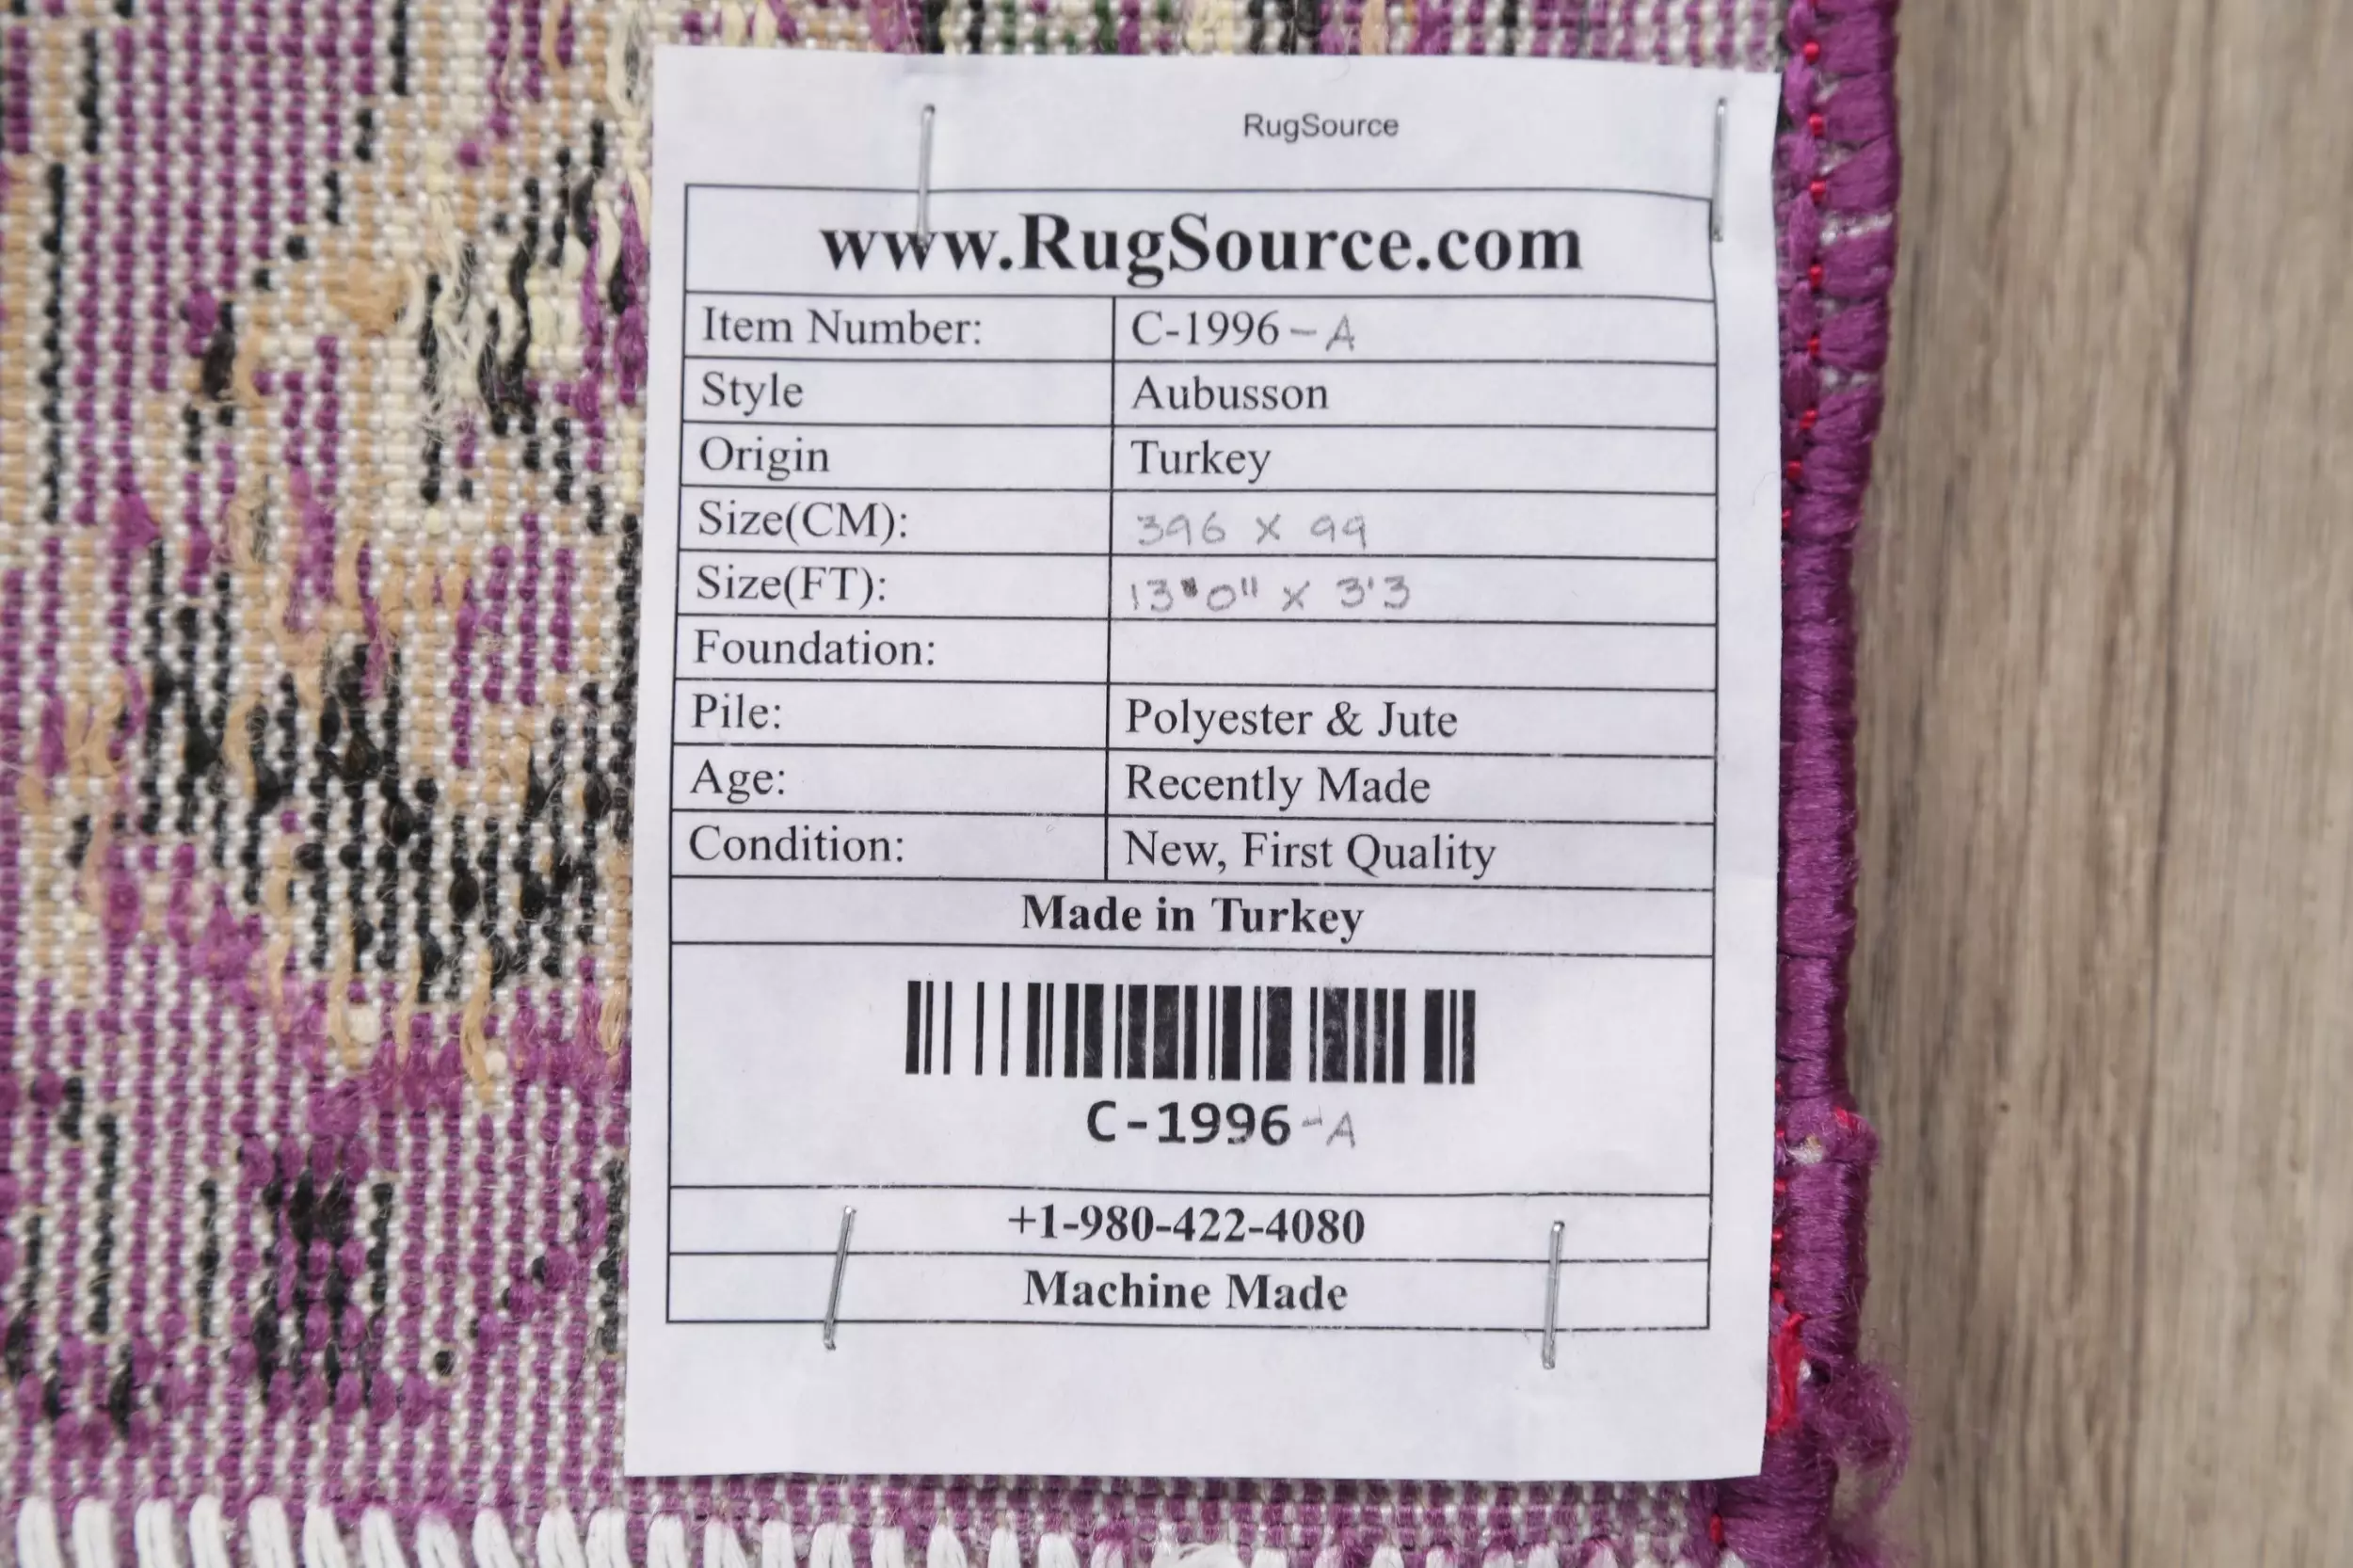 RugSource
www.RugSource.com
Item Number: C-1996-A
Style Aubusson
Origin Turkey
Size(CM): 396 X 99
Size(FT): 13'0" X 3'3
Foundation:
Pile: Polyester & Jute
Age: Recently Made
Condition: New, First Quality
Made in Turkey
C-1996-A
+1-980-422-4080
Machine Made